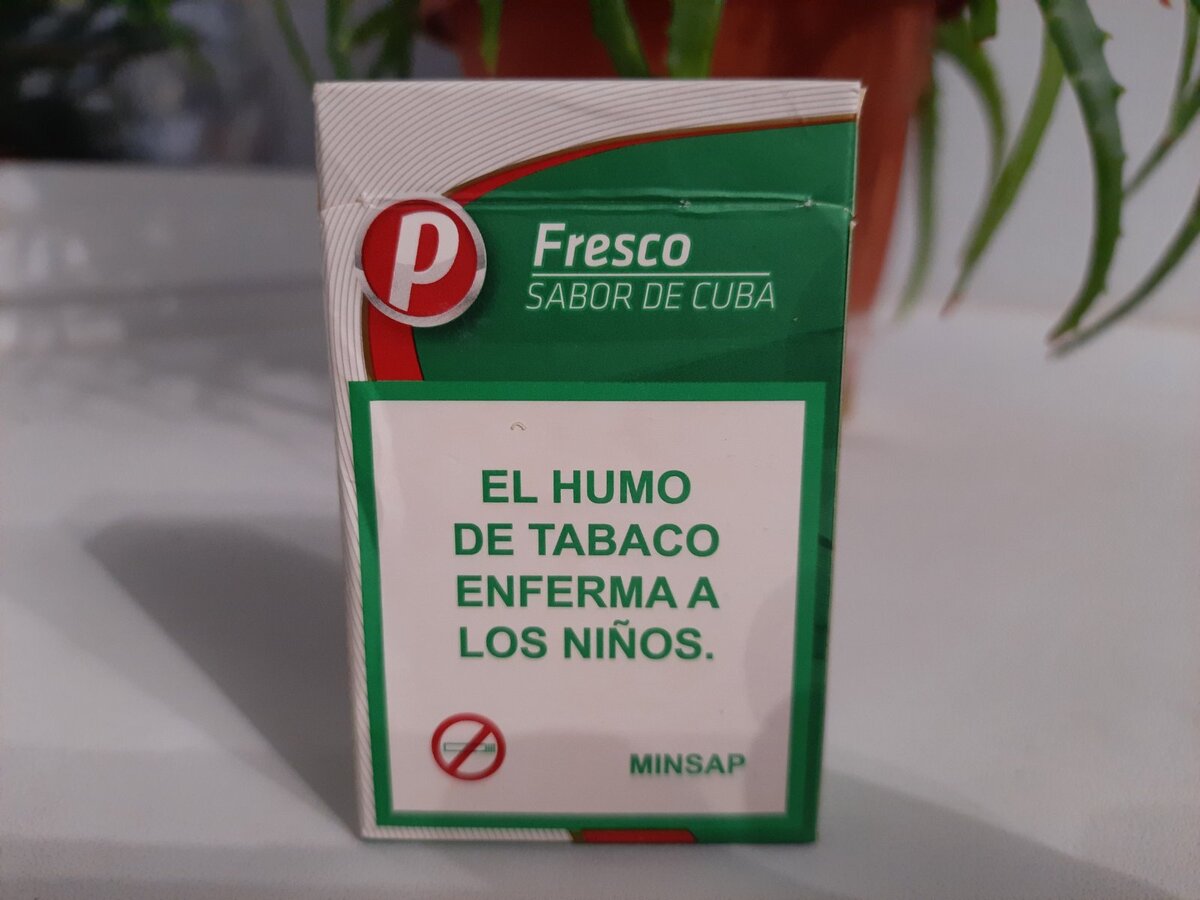 P
Fresco
SABOR DE CUBA
EL HUMO
DE TABACO
ENFERMA A
LOS NIÑOS.
MINSAP